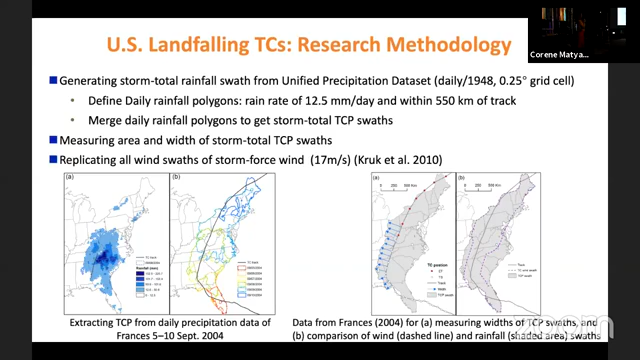 U.S. Landfalling TCs: Research Methodology
Corene Matya...
Generating storm-total rainfall swath from Unified Precipitation Dataset (daily/1948, 0.25° grid cell)
Define Daily rainfall polygons: rain rate of 12.5 mm/day and within 550 km of track
Merge daily rainfall polygons to get storm-total TCP swaths
Measuring area and width of storm-total TCP swaths
Replicating all wind swaths of storm-force wind (17m/s) (Kruk et al. 2010)
(a)
(b)
(a)
(b)
Extracting TCP from daily precipitation data of
Frances 5–10 Sept. 2004
Data from Frances (2004) for (a) measuring widths of TCP swaths, and
(b) comparison of wind (dashed line) and rainfall (shaded area) swaths
zoom